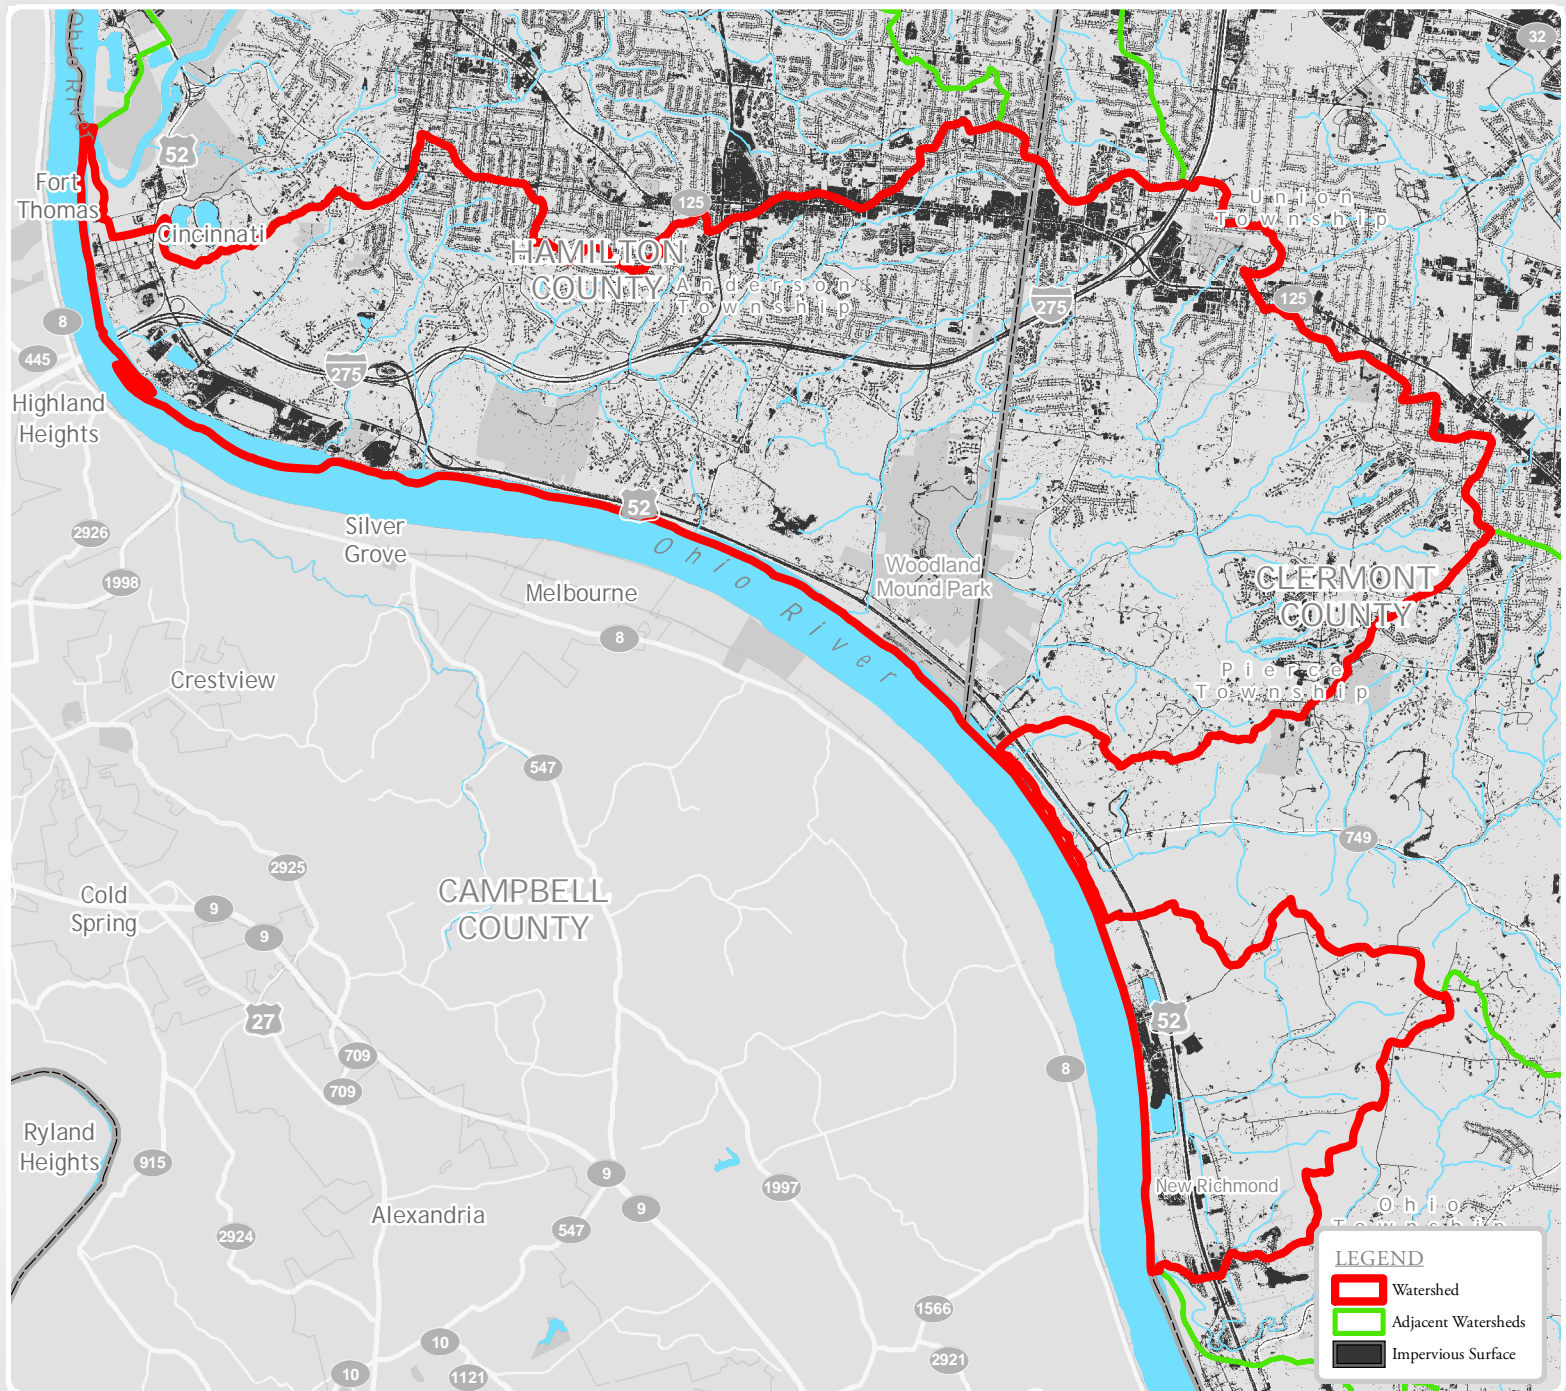 Ohio River
32
52
Fort
Thomas
Cincinnati
125
Union
Township
HAMILTON
COUNTY
Anderson
Township
275
125
8
445
275
Highland
Heights
52
2926
Silver
Grove
Ohio River
1998
Melbourne
Woodland
Mound Park
CLERMONT
COUNTY
8
Crestview
Pierce
Township
547
749
2925
Cold
Spring
9
9
CAMPBELL
COUNTY
27
52
709
709
8
Ryland
Heights
915
9
1997
New Richmond
9
Alexandria
547
2924
Ohio
Township
LEGEND
Watershed
Adjacent Watersheds
Impervious Surface
1566
10
2921
10
1121